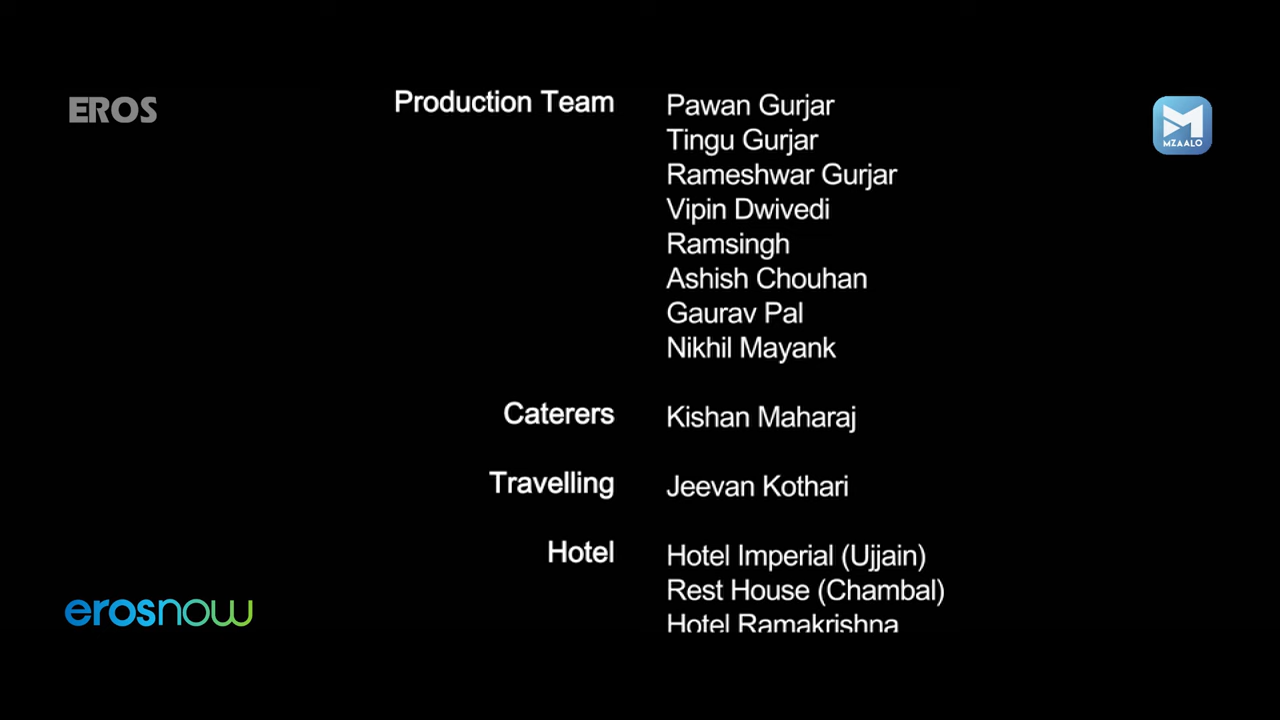 EROS
MZAALO
Production Team Pawan Gurjar
Tingu Gurjar
Rameshwar Gurjar
Vipin Dwivedi
Ramsingh
Ashish Chouhan
Gaurav Pal
Nikhil Mayank
Caterers Kishan Maharaj
Travelling Jeevan Kothari
Hotel Hotel Imperial (Ujjain)
Rest House (Chambal)
Hotel Ramakrishna
erosnow